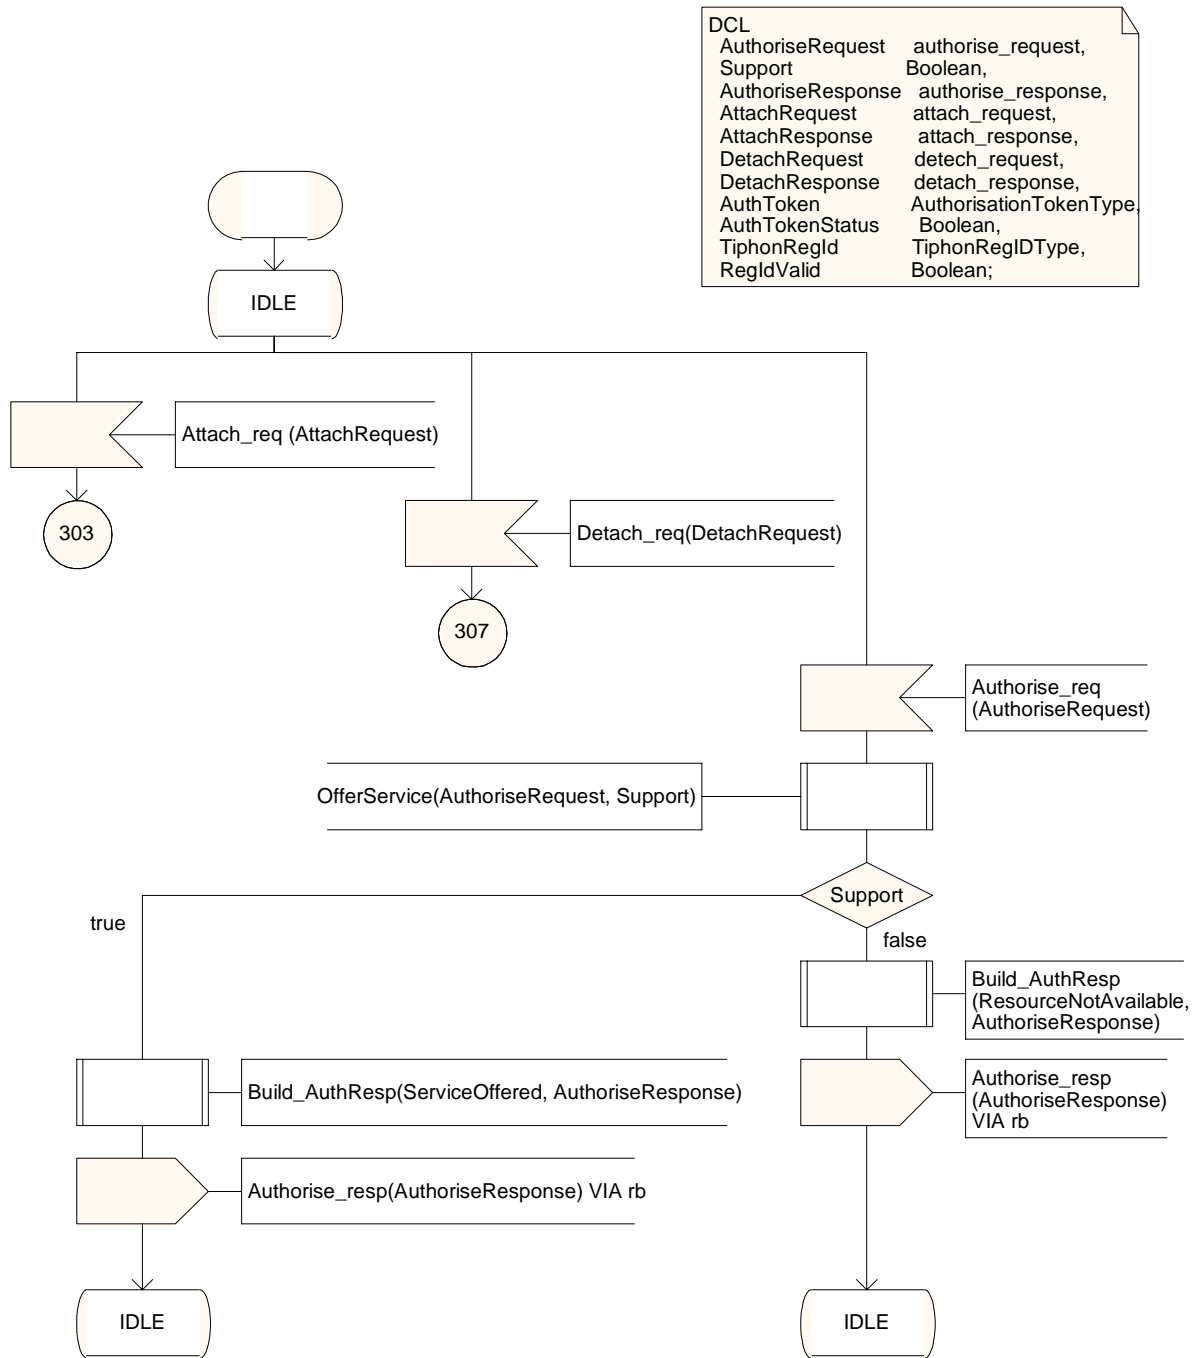 DCL
AuthoriseRequest authorise_request,
Support Boolean,
AuthoriseResponse authorise_response,
AttachRequest attach_request,
AttachResponse attach_response,
DetachRequest detech_request,
DetachResponse detach_response,
AuthToken AuthorisationTokenType,
AuthTokenStatus Boolean,
TiphonRegId TiphonRegIDType,
RegIdValid Boolean;
IDLE
Attach_req (AttachRequest)
303
Detach_req(DetachRequest)
307
Authorise_req
(AuthoriseRequest)
OfferService(AuthoriseRequest, Support)
Support
true
false
Build_AuthResp
(ResourceNotAvailable,
AuthoriseResponse)
Build_AuthResp(ServiceOffered, AuthoriseResponse)
Authorise_resp
(AuthoriseResponse)
VIA rb
Authorise_resp(AuthoriseResponse) VIA rb
IDLE
IDLE